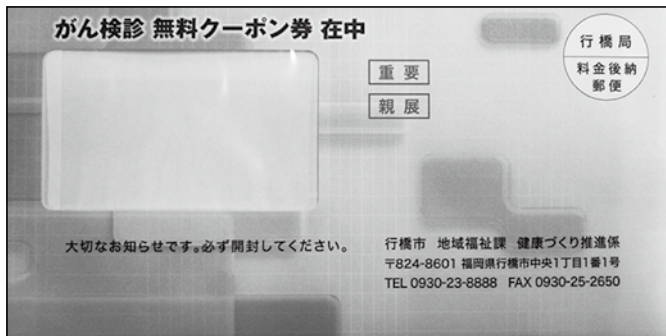 がん検診 無料クーポン券 在中
行橋局
料金後納
郵便
重要
親展
大切なお知らせです。必ず開封してください。
行橋市 地域福祉課 健康づくり推進係
〒824-8601 福岡県行橋市中央1丁目1番1号
TEL 0930-23-8888 FAX 0930-25-2650